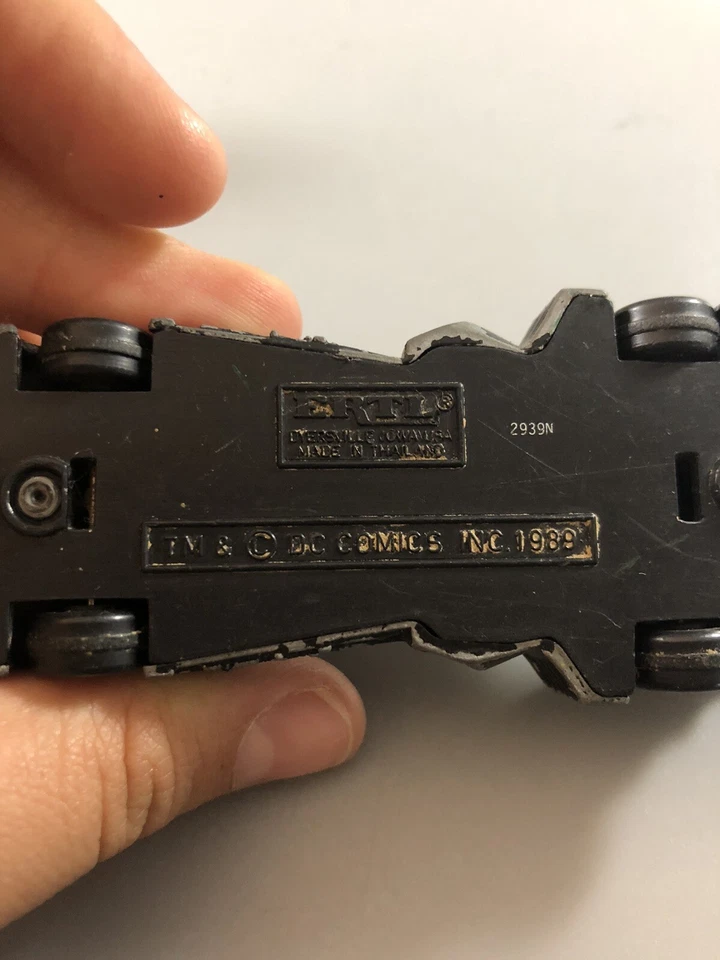 ERTL®
DYERSVILLE, IOWA USA
MADE IN THAILAND
2939N
TM & © DC COMICS INC. 1989